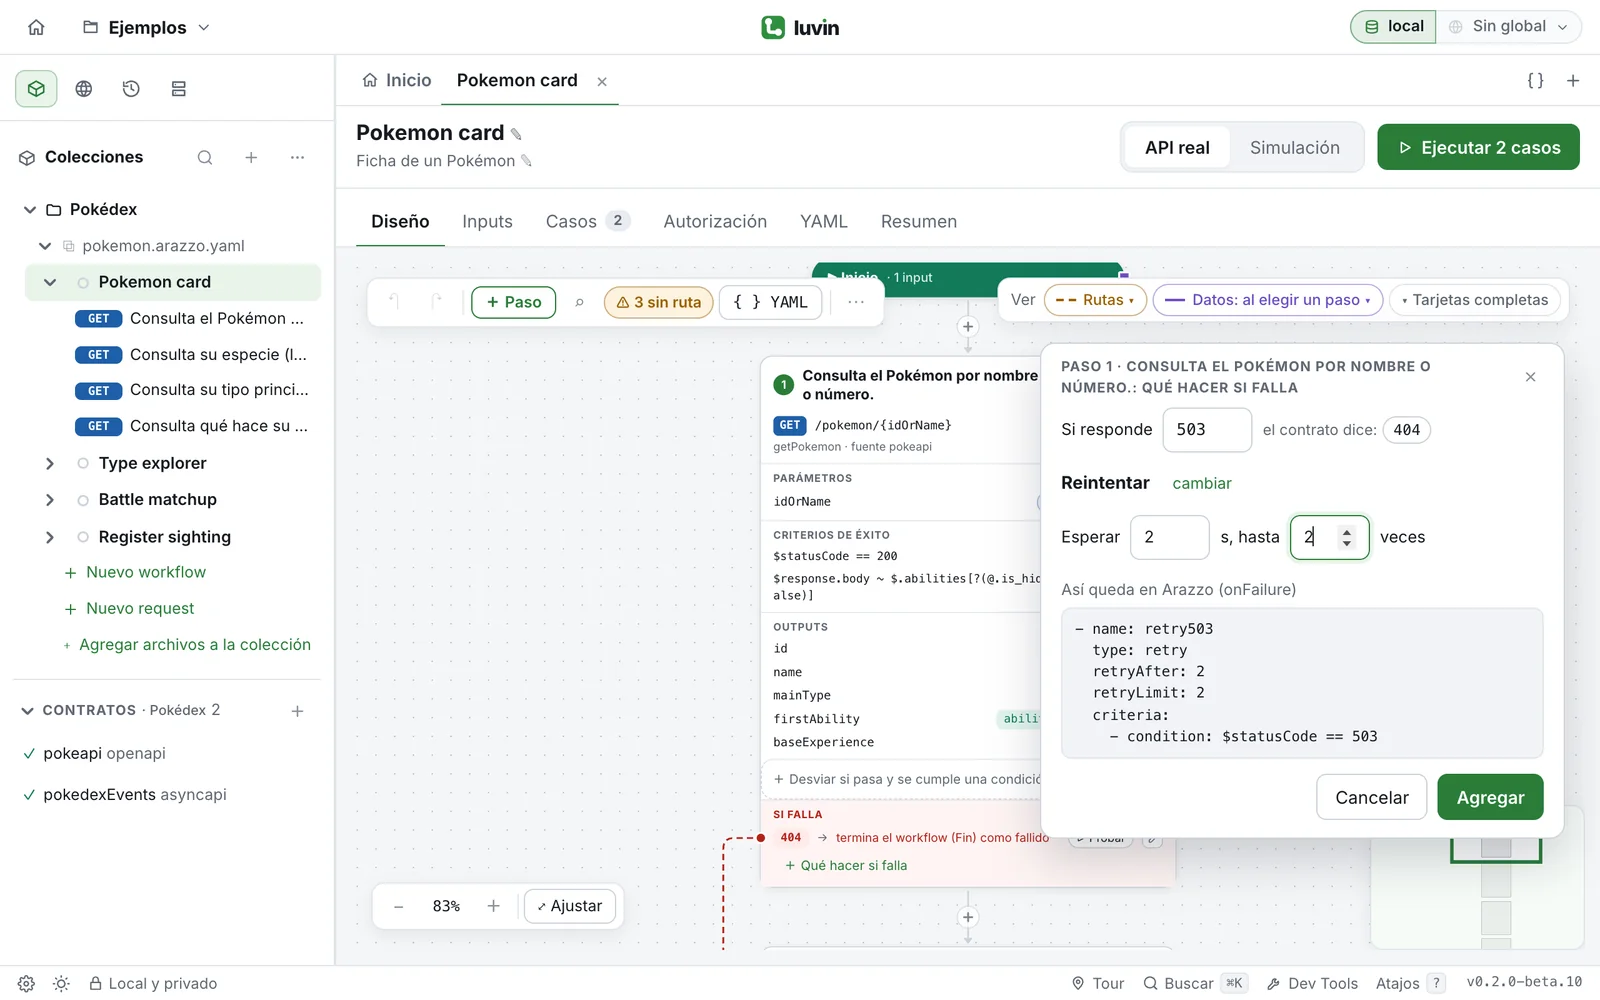 Ejemplos
luvin
local
Sin global
Inicio
Pokemon card
Colecciones
Pokédex
pokemon.arazzo.yaml
Pokemon card
GET Consulta el Pokémon ...
GET Consulta su especie (l...
GET Consulta su tipo princi...
GET Consulta qué hace su ...
Type explorer
Battle matchup
Register sighting
+ Nuevo workflow
+ Nuevo request
+ Agregar archivos a la colección
CONTRATOS · Pokédex 2
pokeapi openapi
pokedexEvents asyncapi
Pokemon card
Ficha de un Pokémon
API real
Simulación
Ejecutar 2 casos
Diseño
Inputs
Casos 2
Autorización
YAML
Resumen
Inicio · 1 input
+ Paso
3 sin ruta
{ } YAML
...
Ver
Rutas
Datos: al elegir un paso
Tarjetas completas
1 Consulta el Pokémon por nombre
o número.
GET /pokemon/{idOrName}
getPokemon · fuente pokeapi
PARÁMETROS
idOrName
CRITERIOS DE ÉXITO
$statusCode == 200
$response.body ~ $.abilities[?(@.is_hid
alse)]
OUTPUTS
id
name
mainType
firstAbility
abili
baseExperience
+ Desviar si pasa y se cumple una condició
SI FALLA
404 → termina el workflow (Fin) como fallido
Probar
+ Qué hacer si falla
PASO 1 · CONSULTA EL POKÉMON POR NOMBRE O
NÚMERO.: QUÉ HACER SI FALLA
Si responde 503 el contrato dice: 404
Reintentar cambiar
Esperar 2 s, hasta 2 veces
Así queda en Arazzo (onFailure)
- name: retry503
type: retry
retryAfter: 2
retryLimit: 2
criteria:
- condition: $statusCode == 503
Cancelar
Agregar
− 83% +
Ajustar
Local y privado
Tour
Buscar ⌘K
Dev Tools
Atajos ?
v0.2.0-beta.10